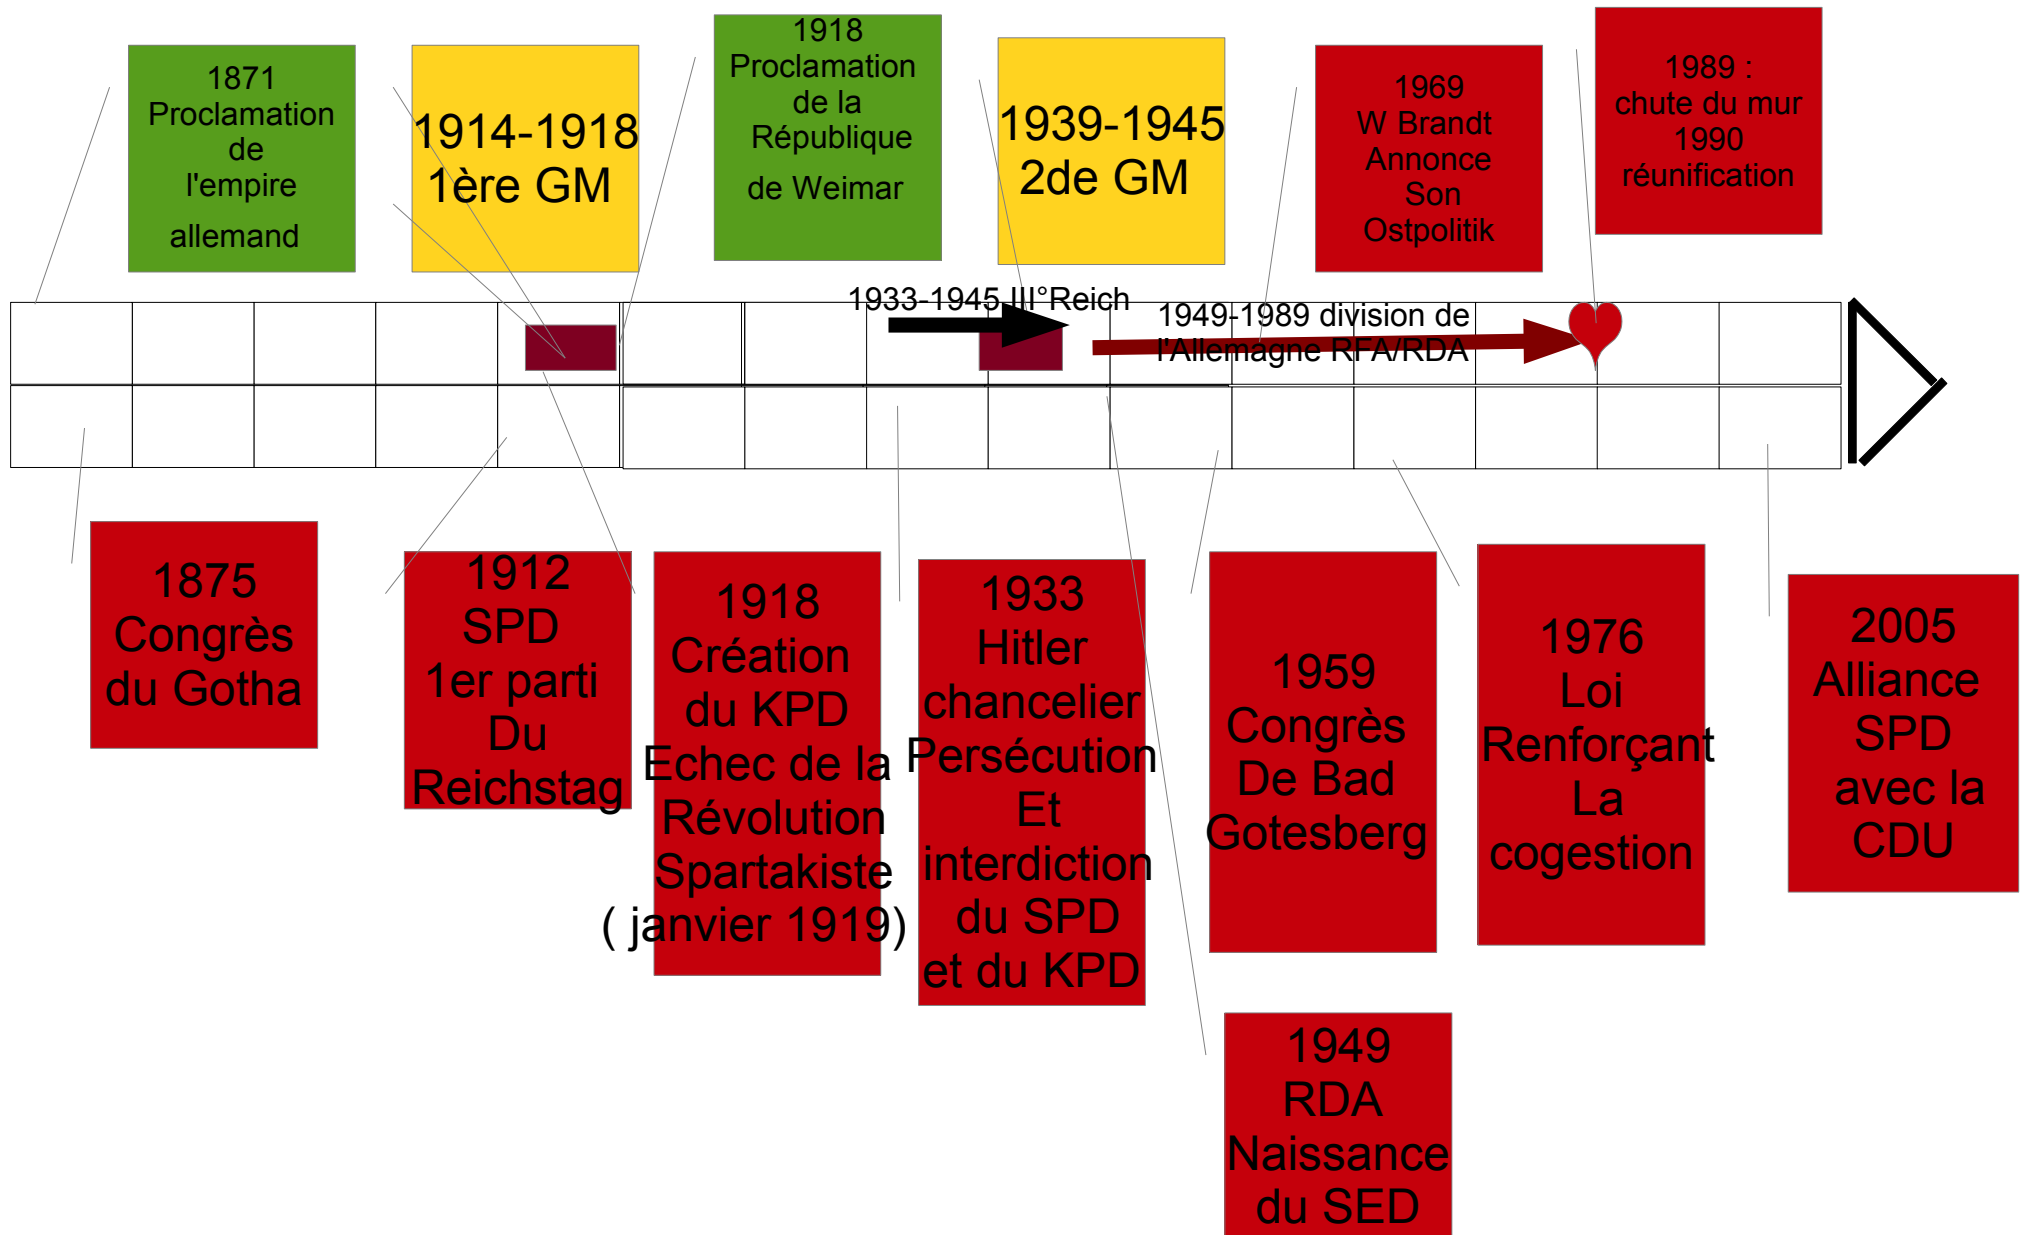 1871
Proclamation
de
l'empire
allemand
1914-1918
1ère GM
1918
Proclamation
de la
République
de Weimar
1939-1945
2de GM
1969
W Brandt
Annonce
Son
Ostpolitik
1989 :
chute du mur
1990
réunification
1933-1945 III°Reich
1949-1989 division de
l'Allemagne RFA/RDA
1875
Congrès
du Gotha
1912
SPD
1er parti
Du
Reichstag
1918
Création
du KPD
Echec de la
Révolution
Spartakiste
( janvier 1919)
1933
Hitler
chancelier
Persécution
Et
interdiction
du SPD
et du KPD
1959
Congrès
De Bad
Gotesberg
1976
Loi
Renforçant
La
cogestion
2005
Alliance
SPD
avec la
CDU
1949
RDA
Naissance
du SED